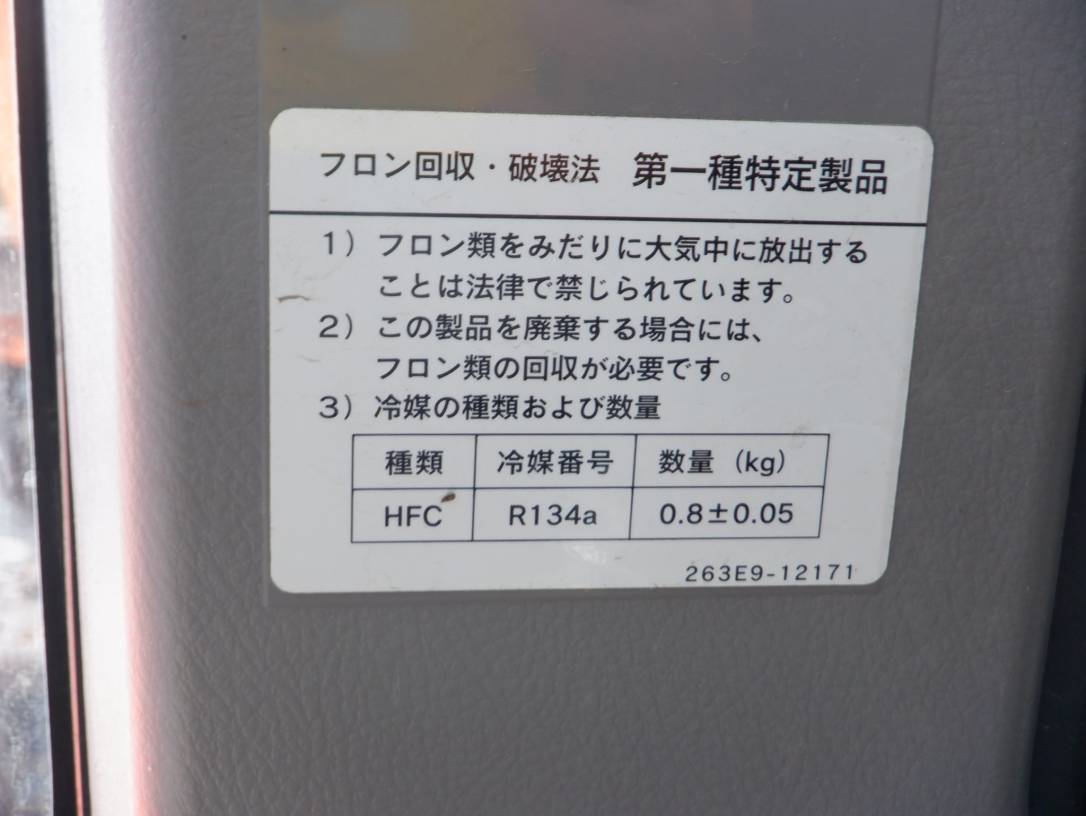 フロン回収・破壊法 第一種特定製品
1）フロン類をみだりに大気中に放出する
ことは法律で禁じられています。
2）この製品を廃棄する場合には、
フロン類の回収が必要です。
3）冷媒の種類および数量
種類 冷媒番号 数量（kg）
HFC R134a 0.8±0.05
263E9-12171